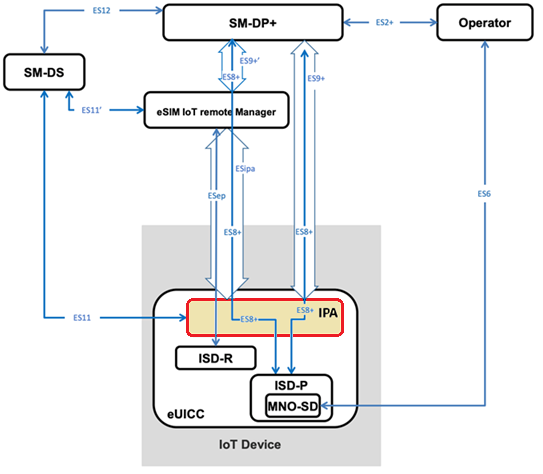 ES12
SM-DP+
ES2+
Operator
SM-DS
ES9+'
ES8+
ES9+
ES11'
eSIM IoT remote Manager
ESipa
ESep
ES6
ES8+
ES8+
ES11
ES8+
ES8+
IPA
ISD-R
ISD-P
MNO-SD
eUICC
IoT Device